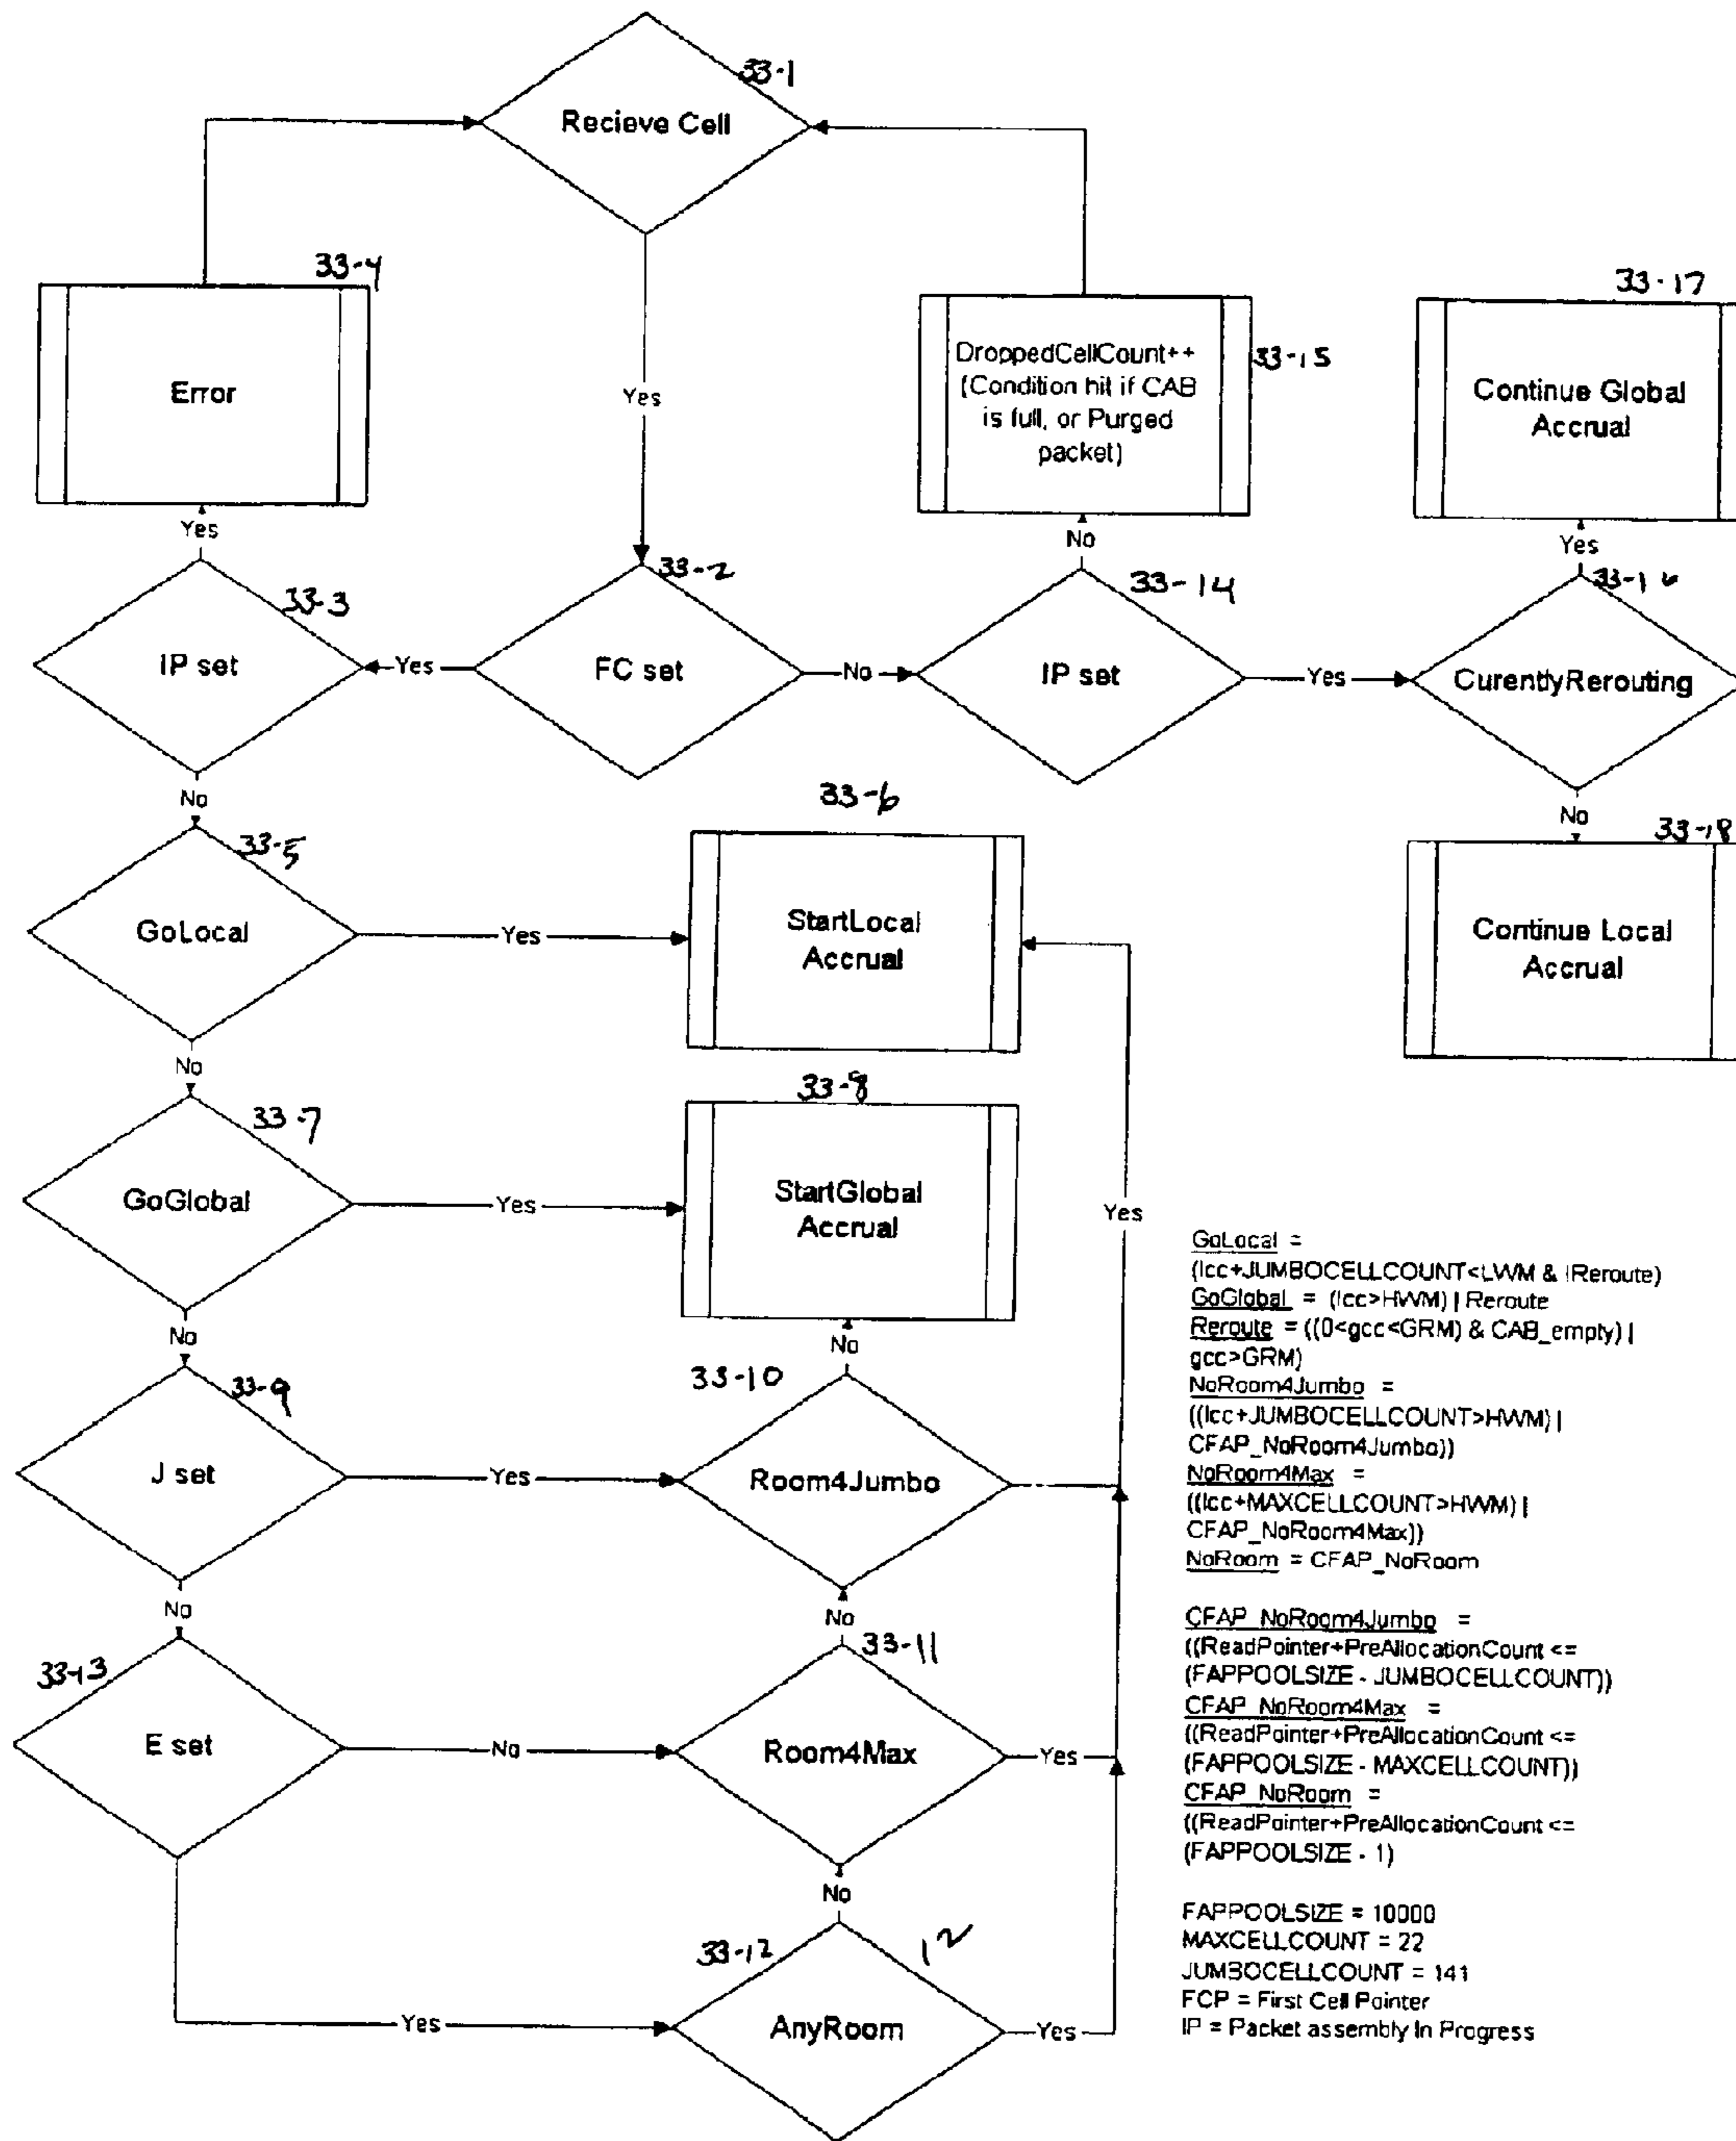 33-1
Recieve Cell
33-4
Error
Yes
DroppedCellCount++
(Condition hit if CAB
is full, or Purged
packet)
33-15
33-17
Continue Global
Accrual
Yes
No
Yes
33-3
IP set
Yes
33-2
FC set
No
33-14
IP set
Yes
33-16
CurentlyRerouting
No
No
33-5
GoLocal
Yes
33-6
StartLocal
Accrual
33-18
Continue Local
Accrual
No
33-7
GoGlobal
Yes
33-8
StartGlobal
Accrual
Yes
No
No
33-9
J set
Yes
33-10
Room4Jumbo
No
No
33-13
E set
No
33-11
Room4Max
Yes
No
Yes
33-12
12
AnyRoom
Yes
GoLocal =
(lcc+JUMBOCELLCOUNT<LWM & !Reroute)
GoGlobal = (lcc>HWM) | Reroute
Reroute = ((0<gcc<GRM) & CAB_empty) |
gcc>GRM)
NoRoom4Jumbo =
((lcc+JUMBOCELLCOUNT>HWM) |
CFAP_NoRoom4Jumbo))
NoRoom4Max =
((lcc+MAXCELLCOUNT>HWM) |
CFAP_NoRoom4Max))
NoRoom = CFAP_NoRoom
CFAP_NoRoom4Jumbo =
((ReadPointer+PreAllocationCount <=
(FAPPOOLSIZE - JUMBOCELLCOUNT))
CFAP_NoRoom4Max =
((ReadPointer+PreAllocationCount <=
(FAPPOOLSIZE - MAXCELLCOUNT))
CFAP_NoRoom =
((ReadPointer+PreAllocationCount <=
(FAPPOOLSIZE - 1)
FAPPOOLSIZE = 10000
MAXCELLCOUNT = 22
JUMBOCELLCOUNT = 141
FCP = First Cell Pointer
IP = Packet assembly In Progress